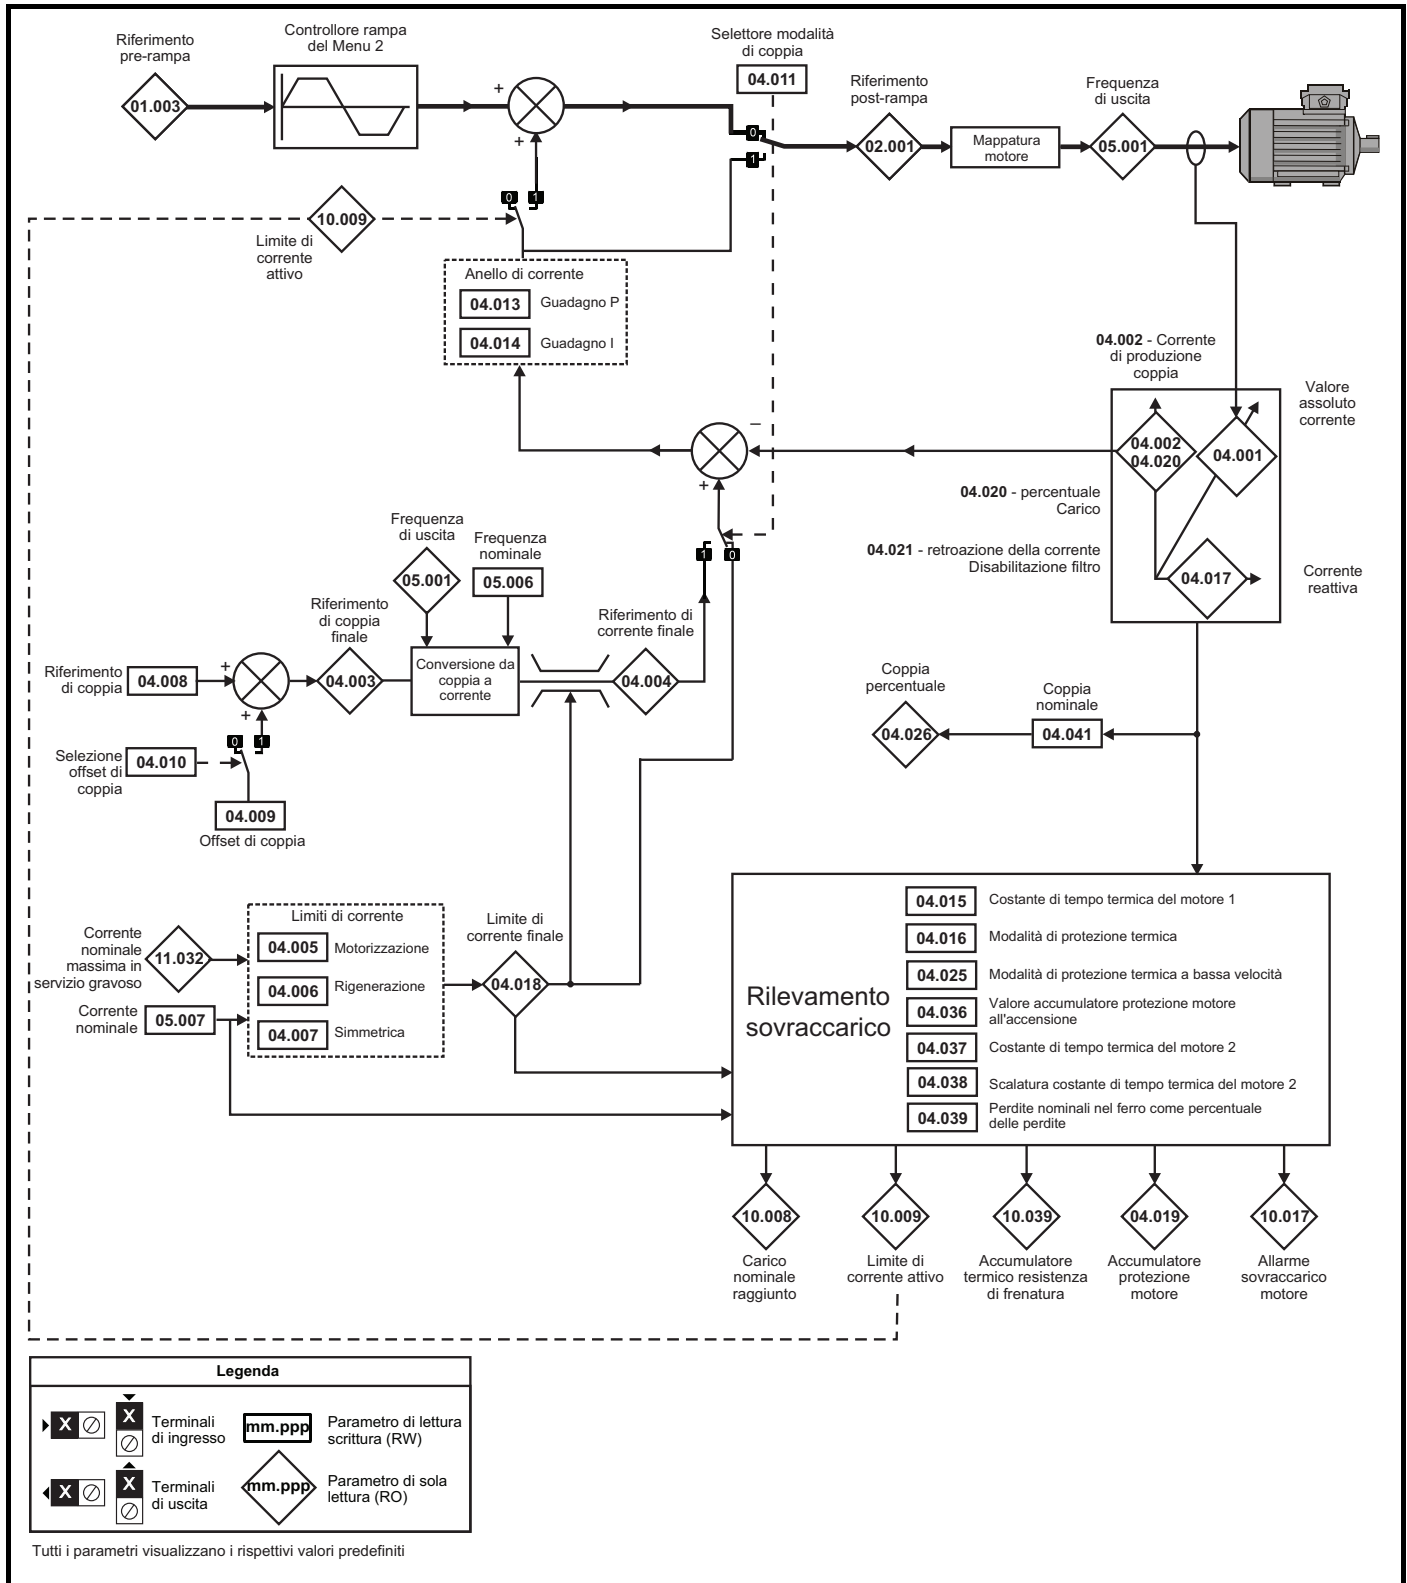 Riferimento
pre-rampa
01.003
Controllore rampa
del Menu 2
+
+
Selettore modalità
di coppia
04.011
0
1
Riferimento
post-rampa
02.001
Mappatura
motore
Frequenza
di uscita
05.001
0
1
10.009
Limite di
corrente
attivo
Anello di corrente
04.013
Guadagno P
04.014
Guadagno I
04.002 - Corrente
di produzione
coppia
Valore
assoluto
corrente
04.002
04.020
04.001
04.020 - percentuale
Carico
04.021 - retroazione della corrente
Disabilitazione filtro
04.017
Corrente
reattiva
–
+
1
0
Frequenza
di uscita
05.001
Frequenza
nominale
05.006
Riferimento
di coppia
finale
04.003
Riferimento di
corrente finale
04.004
Conversione da
coppia a
corrente
Riferimento
di coppia
04.008
+
+
0
1
Selezione
offset di
coppia
04.010
04.009
Offset di coppia
Coppia
percentuale
04.026
Coppia
nominale
04.041
Corrente
nominale
massima in
servizio gravoso
11.032
Corrente
nominale
05.007
Limiti di corrente
04.005
Motorizzazione
04.006
Rigenerazione
04.007
Simmetrica
Limite di
corrente finale
04.018
Rilevamento
sovraccarico
04.015
Costante di tempo termica del motore 1
04.016
Modalità di protezione termica
04.025
Modalità di protezione termica a bassa velocità
04.036
Valore accumulatore protezione motore
all'accensione
04.037
Costante di tempo termica del motore 2
04.038
Scalatura costante di tempo termica del motore 2
04.039
Perdite nominali nel ferro come percentuale
delle perdite
10.008
Carico
nominale
raggiunto
10.009
Limite di
corrente attivo
10.039
Accumulatore
termico resistenza
di frenatura
04.019
Accumulatore
protezione
motore
10.017
Allarme
sovraccarico
motore
Legenda
X
X
Terminali
di ingresso
mm.ppp
Parametro di lettura
scrittura (RW)
X
X
Terminali
di uscita
mm.ppp
Parametro di sola
lettura (RO)
Tutti i parametri visualizzano i rispettivi valori predefiniti